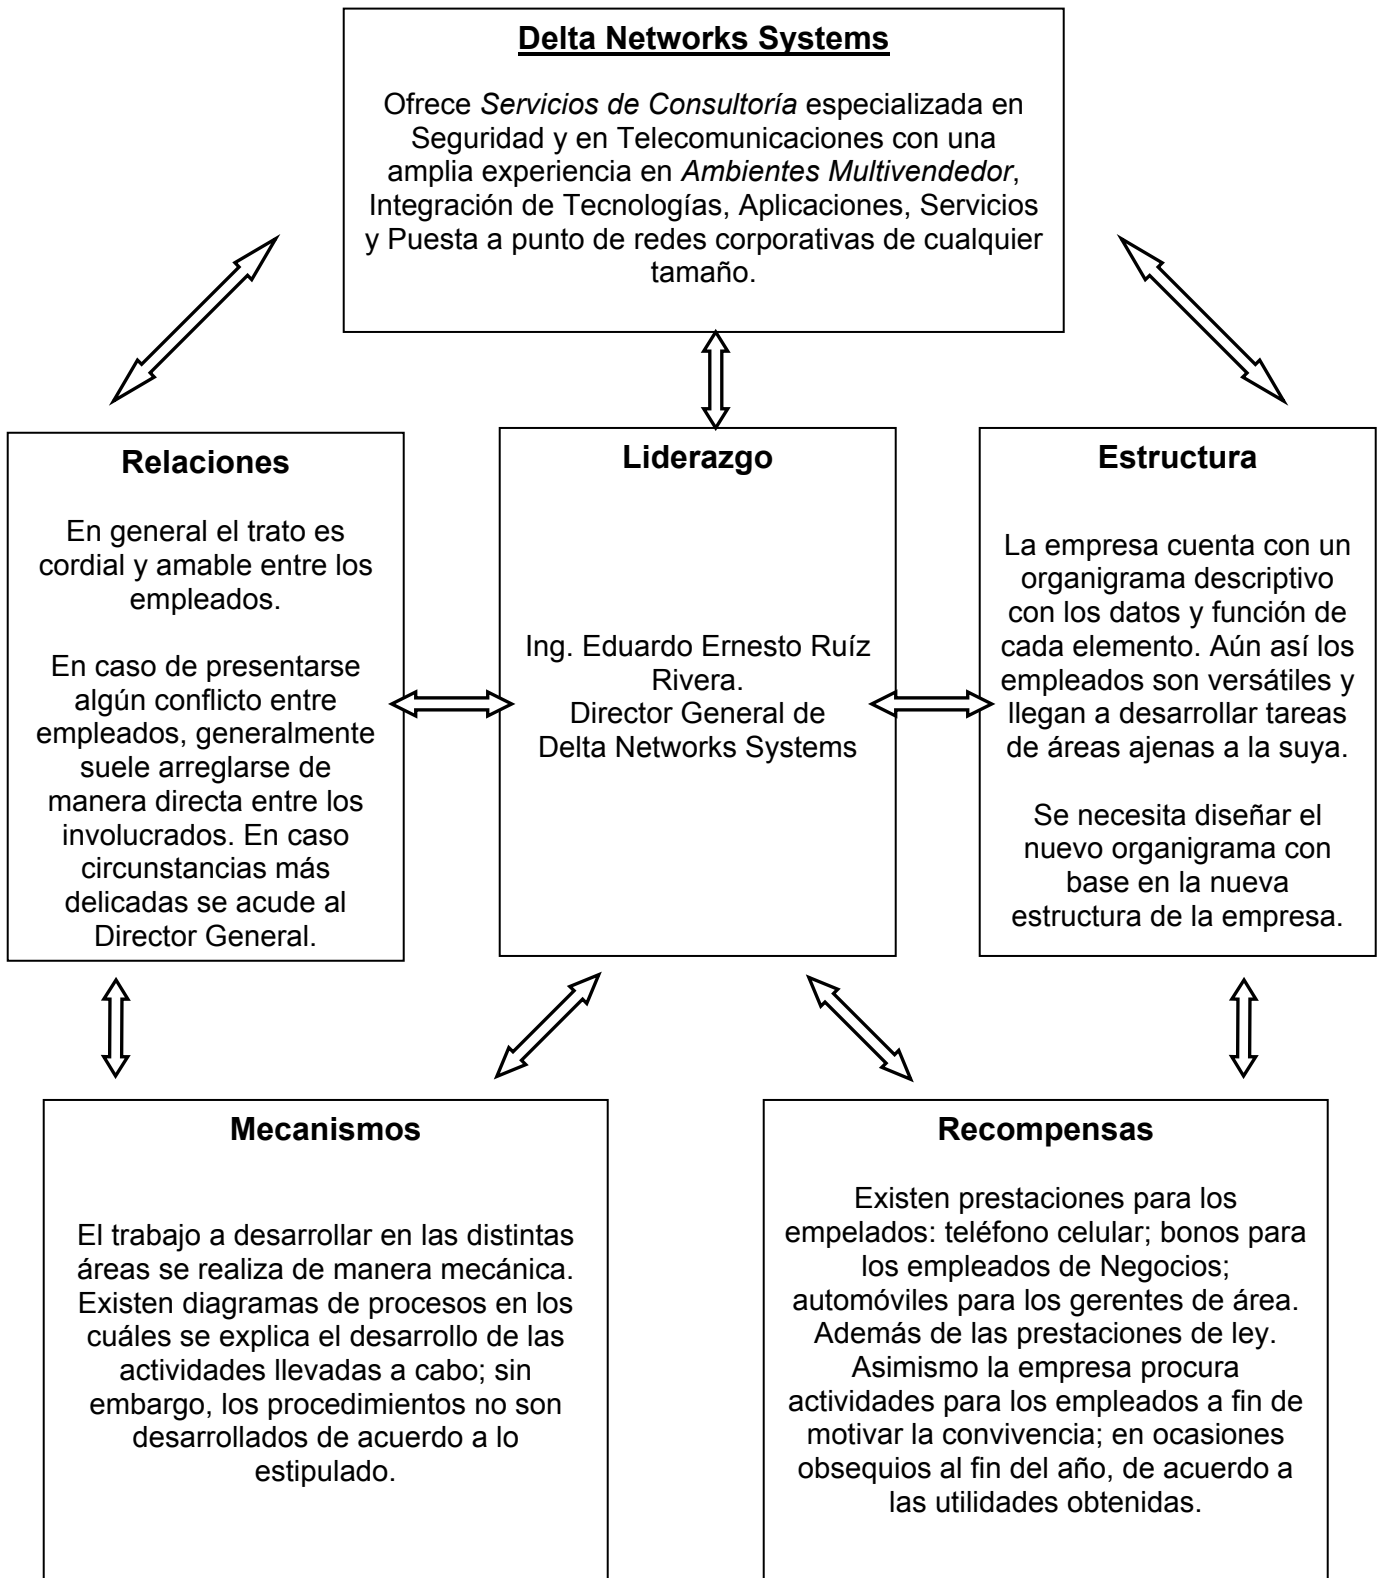 Delta Networks Systems
Ofrece Servicios de Consultoría especializada en
Seguridad y en Telecomunicaciones con una
amplia experiencia en Ambientes Multivendedor,
Integración de Tecnologías, Aplicaciones, Servicios
y Puesta a punto de redes corporativas de cualquier
tamaño.
Relaciones
En general el trato es
cordial y amable entre los
empleados.
En caso de presentarse
algún conflicto entre
empleados, generalmente
suele arreglarse de
manera directa entre los
involucrados. En caso
circunstancias más
delicadas se acude al
Director General.
Liderazgo
Ing. Eduardo Ernesto Ruíz
Rivera.
Director General de
Delta Networks Systems
Estructura
La empresa cuenta con un
organigrama descriptivo
con los datos y función de
cada elemento. Aún así los
empleados son versátiles y
llegan a desarrollar tareas
de áreas ajenas a la suya.
Se necesita diseñar el
nuevo organigrama con
base en la nueva
estructura de la empresa.
Mecanismos
El trabajo a desarrollar en las distintas
áreas se realiza de manera mecánica.
Existen diagramas de procesos en los
cuáles se explica el desarrollo de las
actividades llevadas a cabo; sin
embargo, los procedimientos no son
desarrollados de acuerdo a lo
estipulado.
Recompensas
Existen prestaciones para los
empelados: teléfono celular; bonos para
los empleados de Negocios;
automóviles para los gerentes de área.
Además de las prestaciones de ley.
Asimismo la empresa procura
actividades para los empleados a fin de
motivar la convivencia; en ocasiones
obsequios al fin del año, de acuerdo a
las utilidades obtenidas.